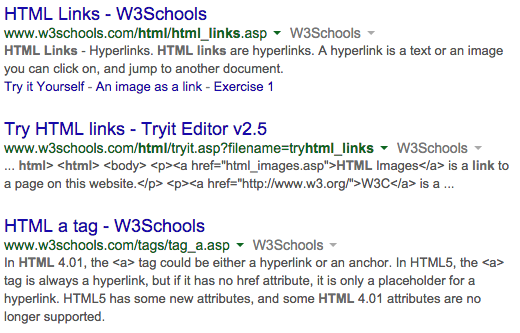 HTML Links - W3Schools
www.w3schools.com/html/html_links.asp W3Schools
HTML Links - Hyperlinks. HTML links are hyperlinks. A hyperlink is a text or an image
you can click on, and jump to another document.
Try it Yourself - An image as a link - Exercise 1
Try HTML links - Tryit Editor v2.5
www.w3schools.com/html/tryit.asp?filename=tryhtml_links W3Schools
... html> <html> <body> <p><a href="html_images.asp">HTML Images</a> is a link to
a page on this website.</p> <p><a href="http://www.w3.org/">W3C</a> is a ...
HTML a tag - W3Schools
www.w3schools.com/tags/tag_a.asp W3Schools
In HTML 4.01, the <a> tag could be either a hyperlink or an anchor. In HTML5, the <a>
tag is always a hyperlink, but if it has no href attribute, it is only a placeholder for a
hyperlink. HTML5 has some new attributes, and some HTML 4.01 attributes are no
longer supported.